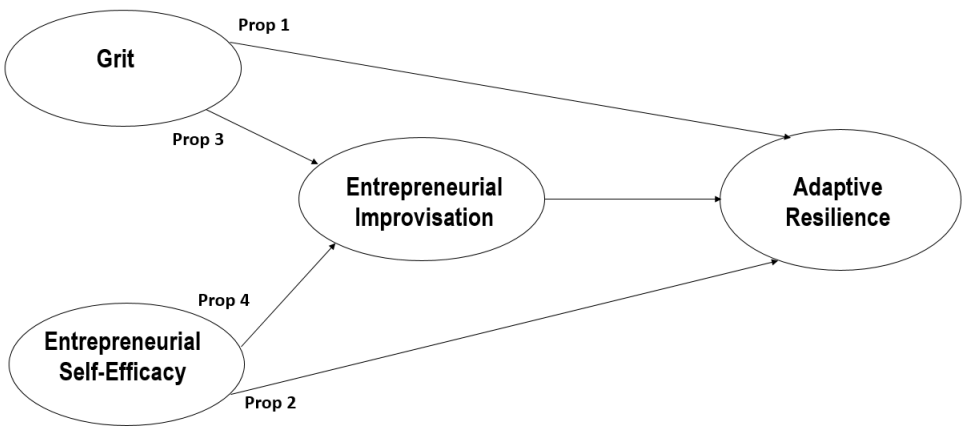 Prop 1
Grit
Prop 3
Entrepreneurial
Improvisation
Adaptive
Resilience
Prop 4
Entrepreneurial
Self-Efficacy
Prop 2